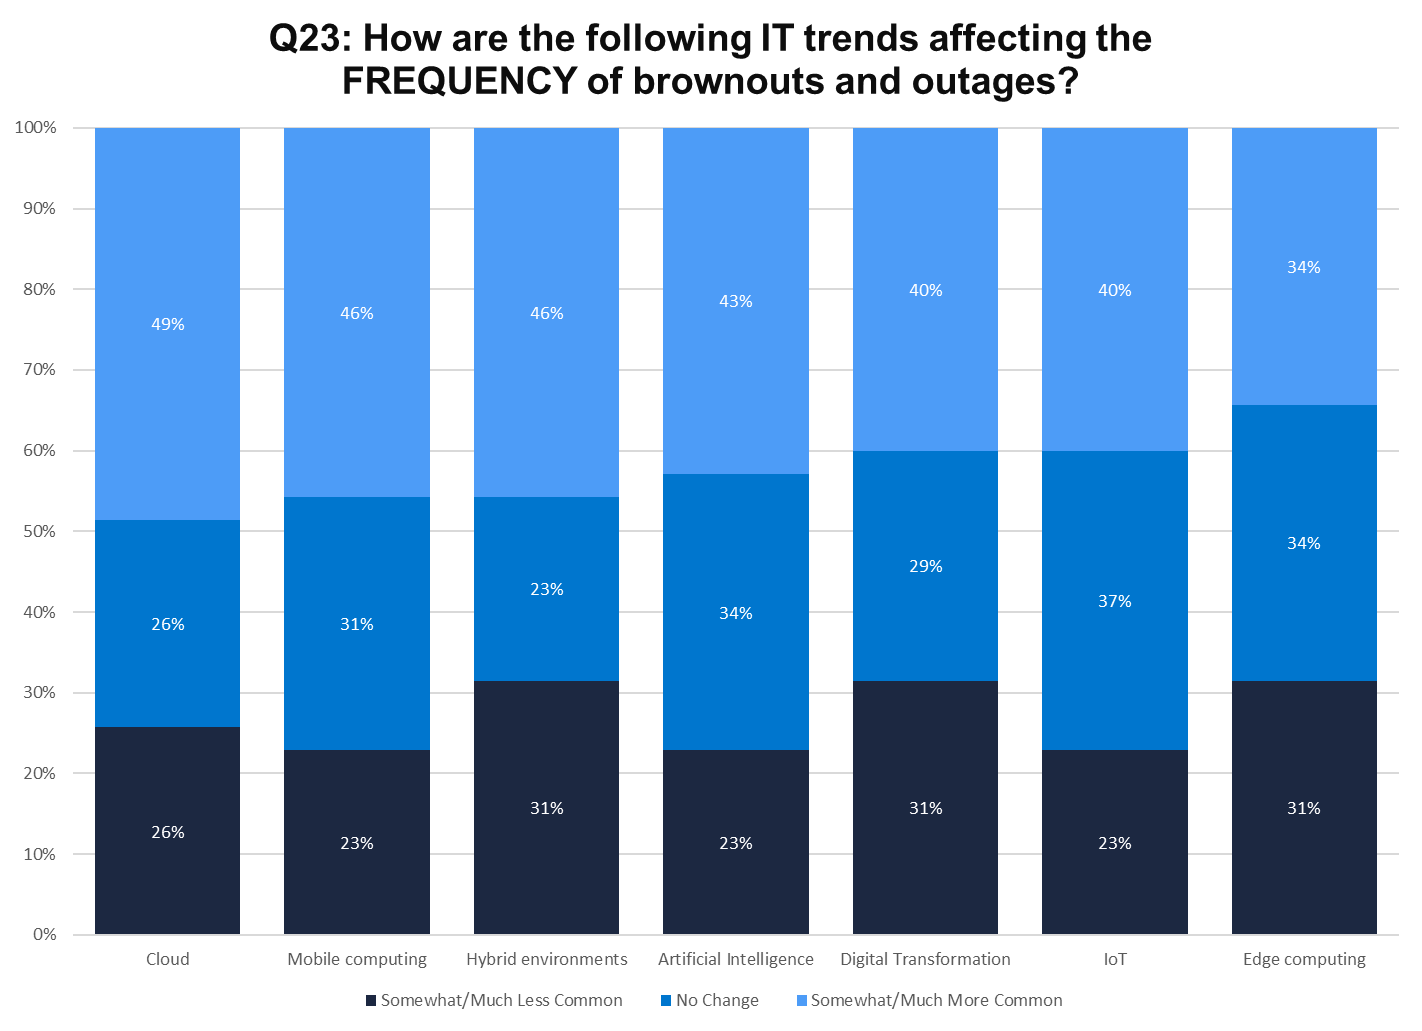 Q23: How are the following IT trends affecting the
FREQUENCY of brownouts and outages?
100%
90%
80%
70%
60%
50%
40%
30%
20%
10%
0%
49%
26%
26%
46%
31%
23%
46%
23%
31%
43%
34%
23%
40%
29%
31%
40%
37%
23%
34%
34%
31%
Cloud
Mobile computing
Hybrid environments
Artificial Intelligence
Digital Transformation
IoT
Edge computing
Somewhat/Much Less Common
No Change
Somewhat/Much More Common